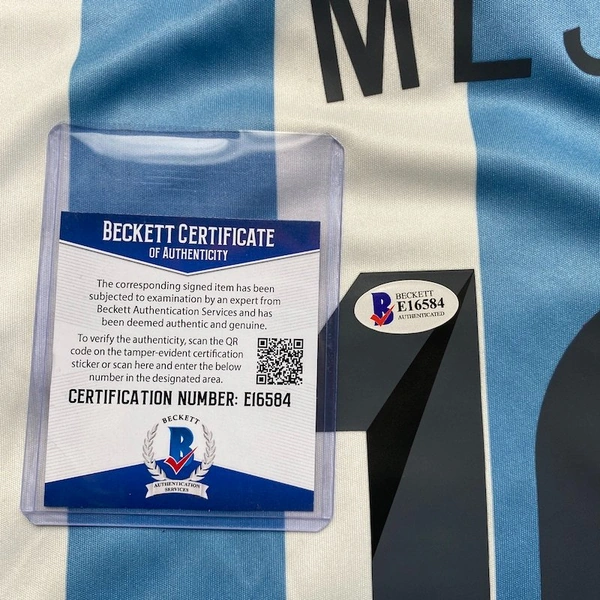 MES
BECKETT CERTIFICATE
OF AUTHENTICITY
The corresponding signed item has been
subjected to examination by an expert from
Beckett Authentication Services and has
been deemed authentic and genuine.
To verify the authenticity, scan the QR
code on the tamper-evident certification
sticker or scan here and enter the below
number in the designated area.
CERTIFICATION NUMBER: E16584
BECKETT
B
AUTHENTICATION
SERVICES
B
BECKETT
E16584
AUTHENTICATED
10